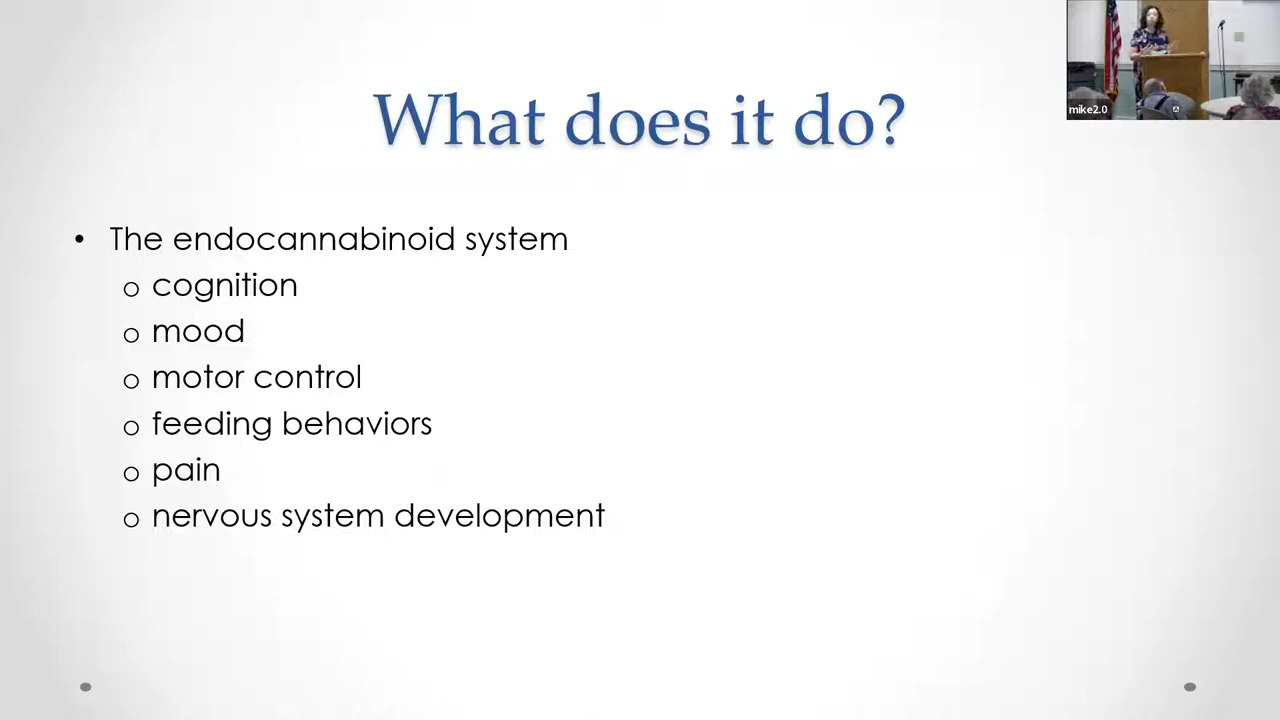 What does it do?
• The endocannabinoid system
o cognition
o mood
o motor control
o feeding behaviors
o pain
o nervous system development
mike2.0